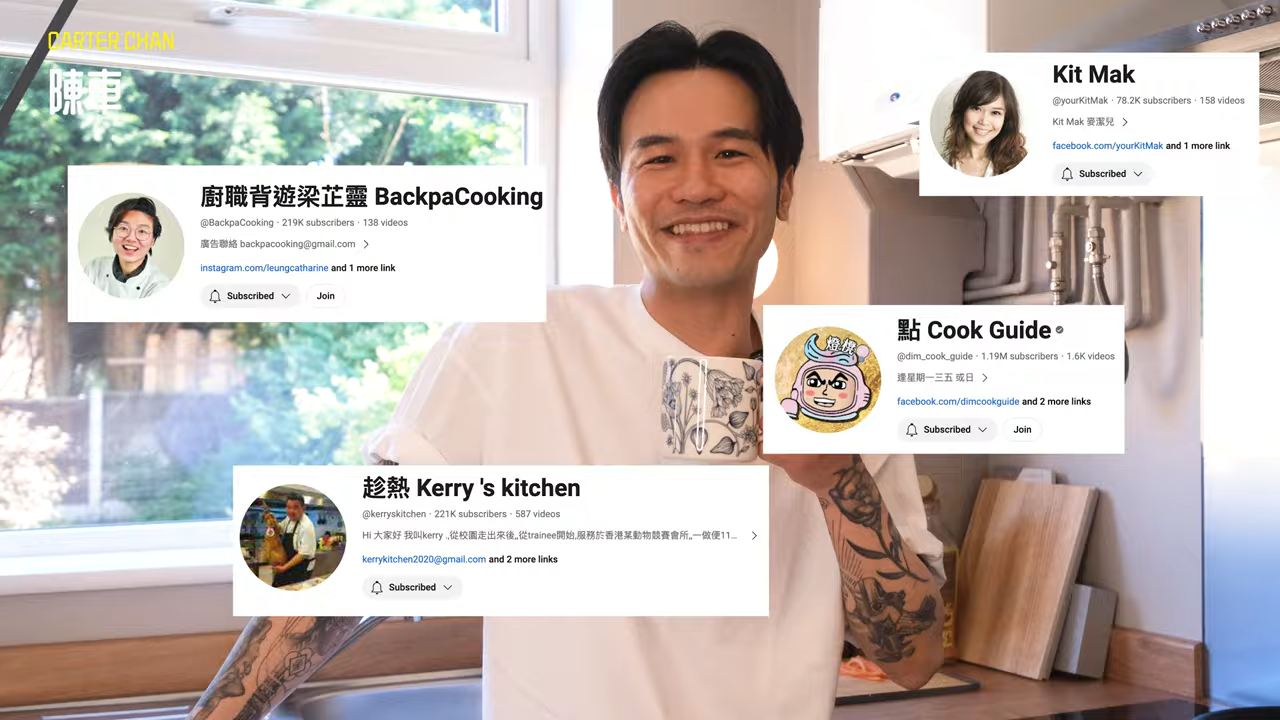 CARTER CHAN
陳車
Kit Mak
@yourKitMak · 78.2K subscribers · 158 videos
Kit Mak 麥潔兒
facebook.com/yourKitMak and 1 more link
Subscribed
廚職背遊梁芷靈 BackpaCooking
@BackpaCooking · 219K subscribers · 138 videos
廣告聯絡 backpacooking@gmail.com
instagram.com/leungcatharine and 1 more link
Subscribed Join
點 Cook Guide
@dim_cook_guide · 1.19M subscribers · 1.6K videos
逢星期一三五 或日
facebook.com/dimcookguide and 2 more links
Subscribed Join
趁熱 Kerry 's kitchen
@kerryskitchen · 221K subscribers · 587 videos
Hi 大家好 我叫kerry .,從校園走出來後,,從trainee開始,服務於香港某動物競賽會所,,一做便11...
kerrykitchen2020@gmail.com and 2 more links
Subscribed